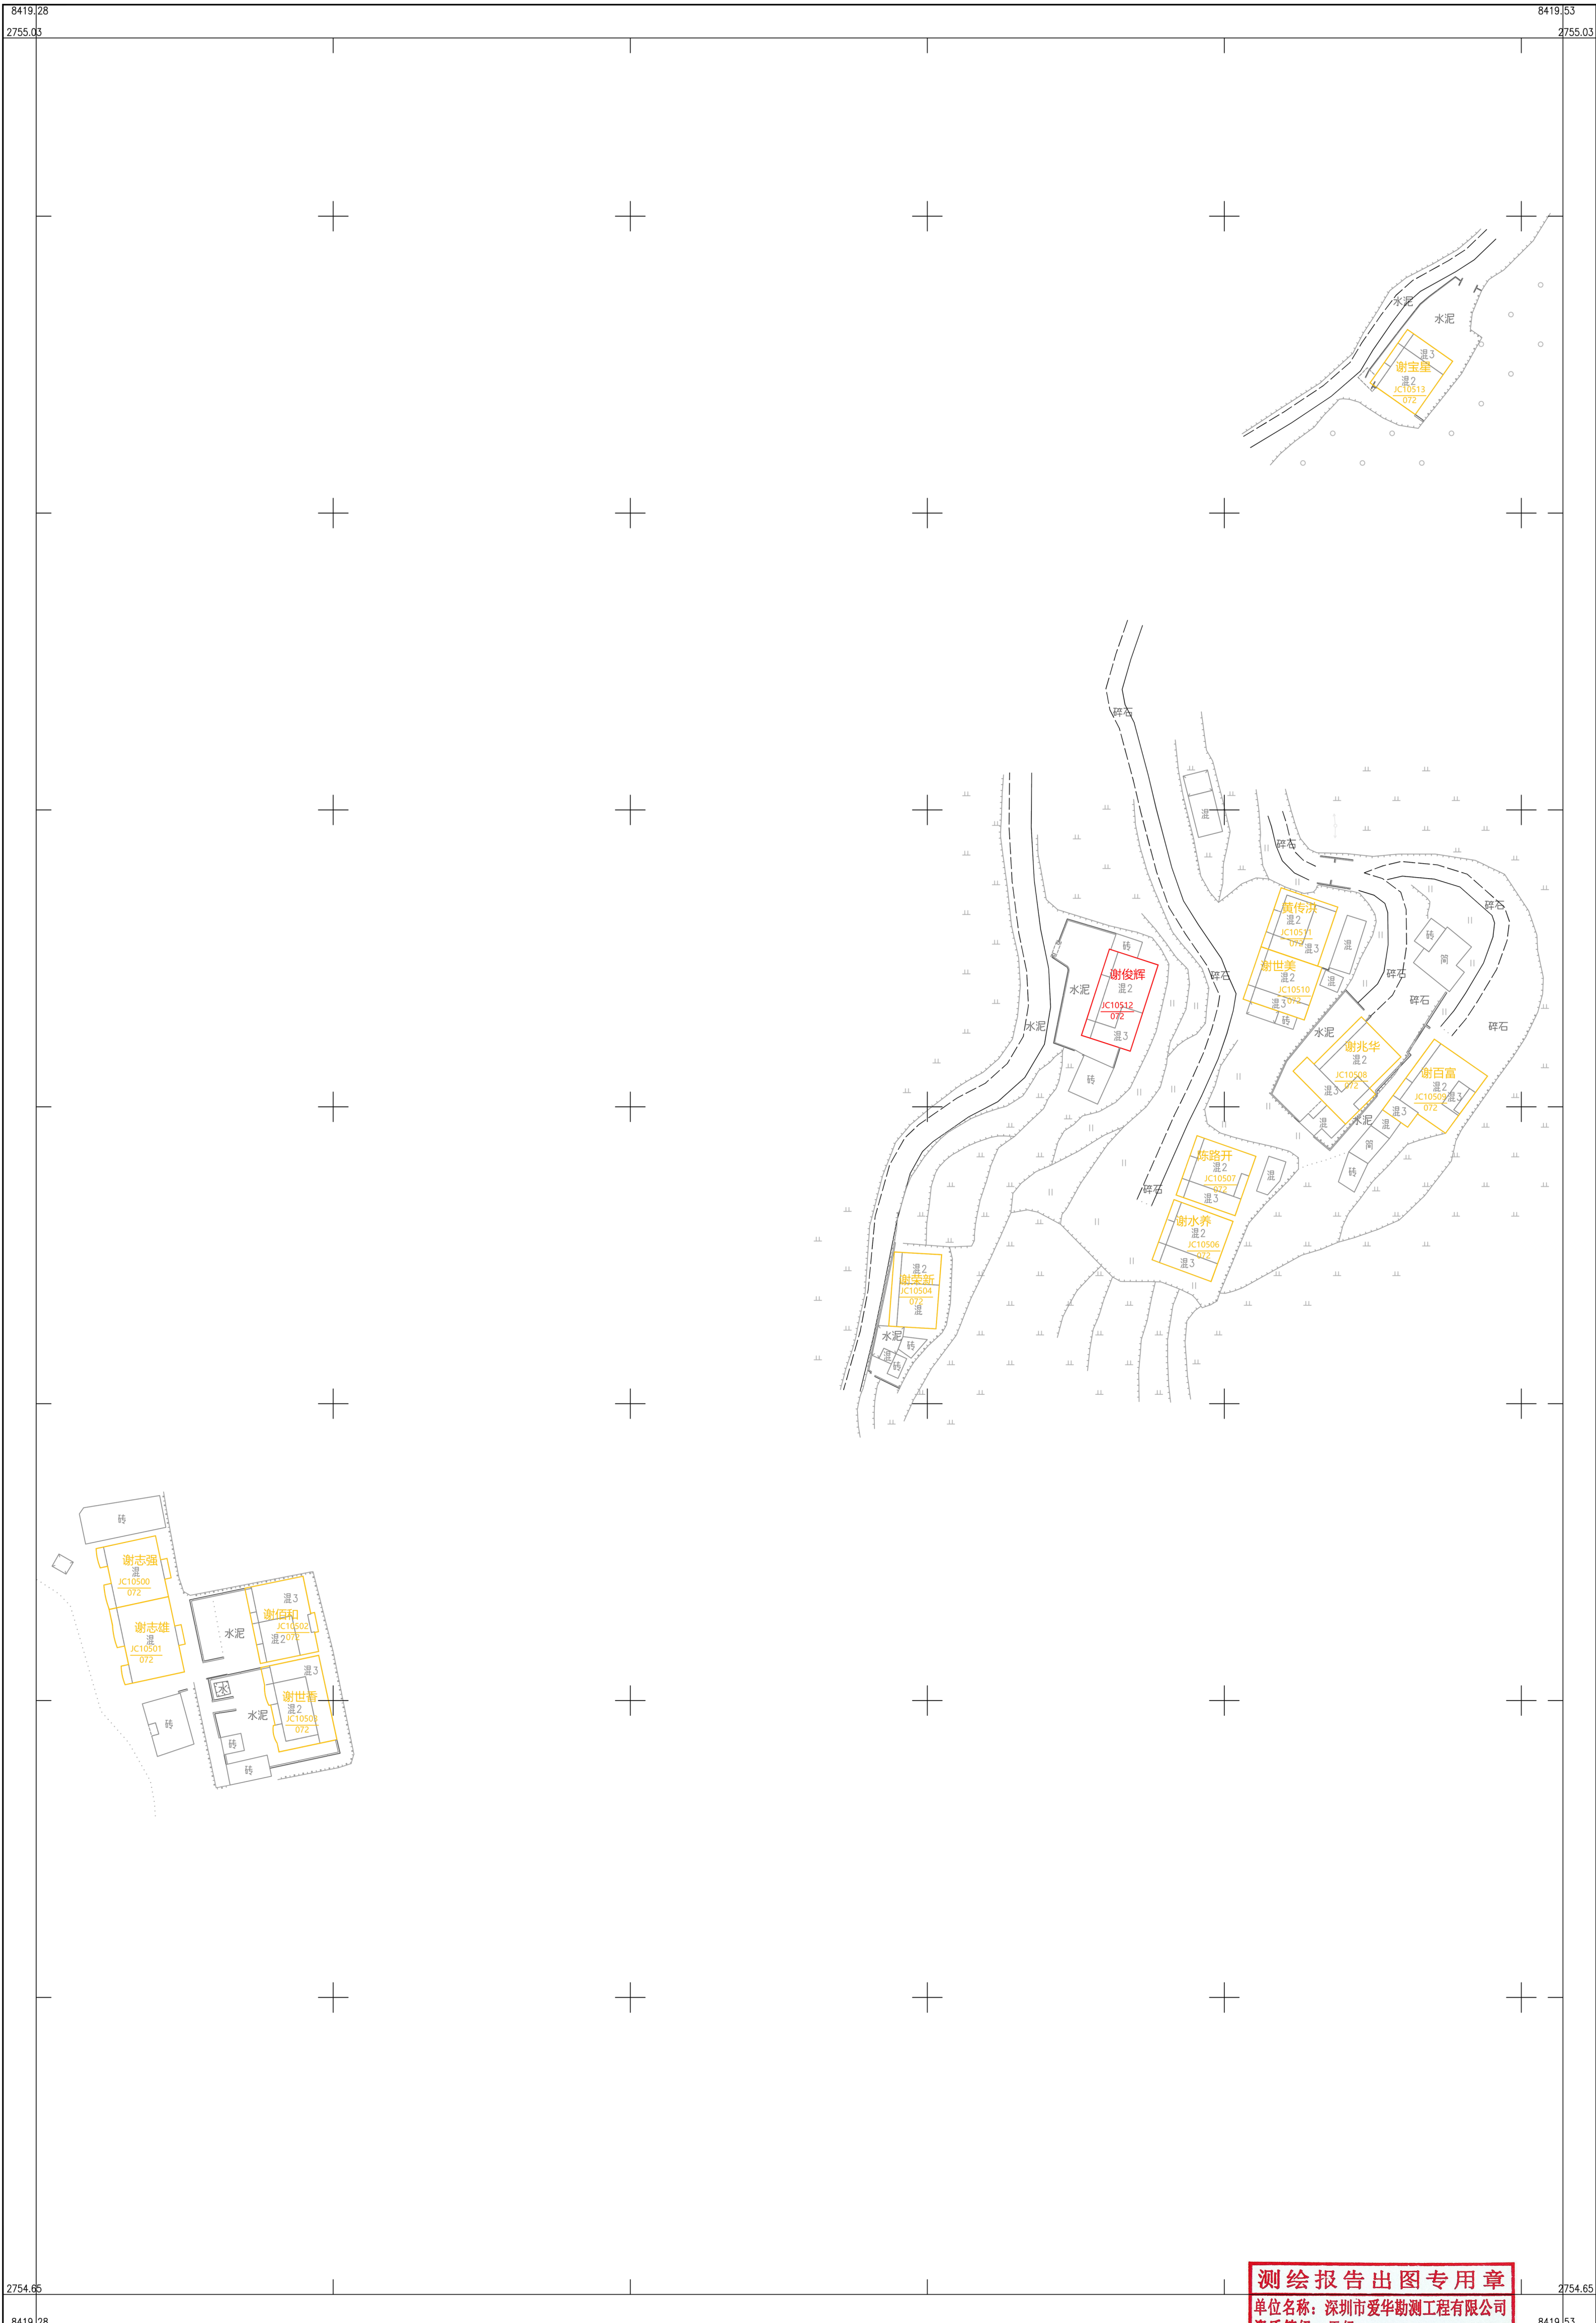 8419.28
8419.53
2755.03
2755.03
水泥
水泥
混3
谢宝星
混2
JC10513
072
碎石
混
碎石
碎石
黄传洪
混2
JC10511
072
混3
混
砖
砖
简
谢世美
混2
JC10510
072
混3
混
砖
碎石
碎石
碎石
碎石
谢俊辉
混2
JC10512
072
混3
水泥
水泥
砖
水泥
谢兆华
混2
JC10508
072
混3
混
水泥
谢百富
混2
JC10509
072
混3
混3
混
简
砖
陈路开
混2
JC10507
072
混3
混
碎石
谢水养
混2
JC10506
072
混3
混2
谢荣新
JC10504
072
混
水泥
砖
混
砖
砖
谢志强
混
JC10500
072
谢志雄
混
JC10501
072
混3
谢佰和
JC10502
072
混2
水泥
混3
谢世香
混2
JC10503
072
水
水泥
砖
砖
砖
测绘报告出图专用章
2754.65
2754.65
单位名称：深圳市爱华勘测工程有限公司
8419.28
8419.53